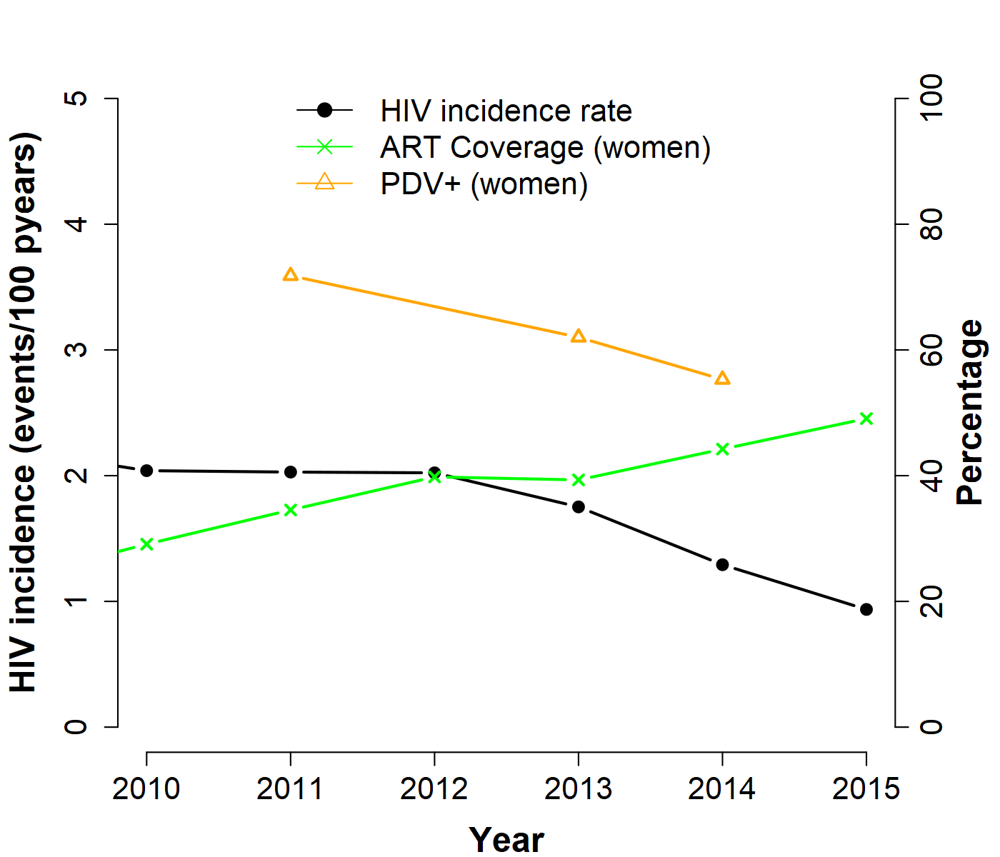 HIV incidence rate
ART Coverage (women)
PDV+ (women)
HIV incidence (events/100 pyears)
5
4
3
2
1
0
Percentage
100
80
60
40
20
0
2010 2011 2012 2013 2014 2015
Year